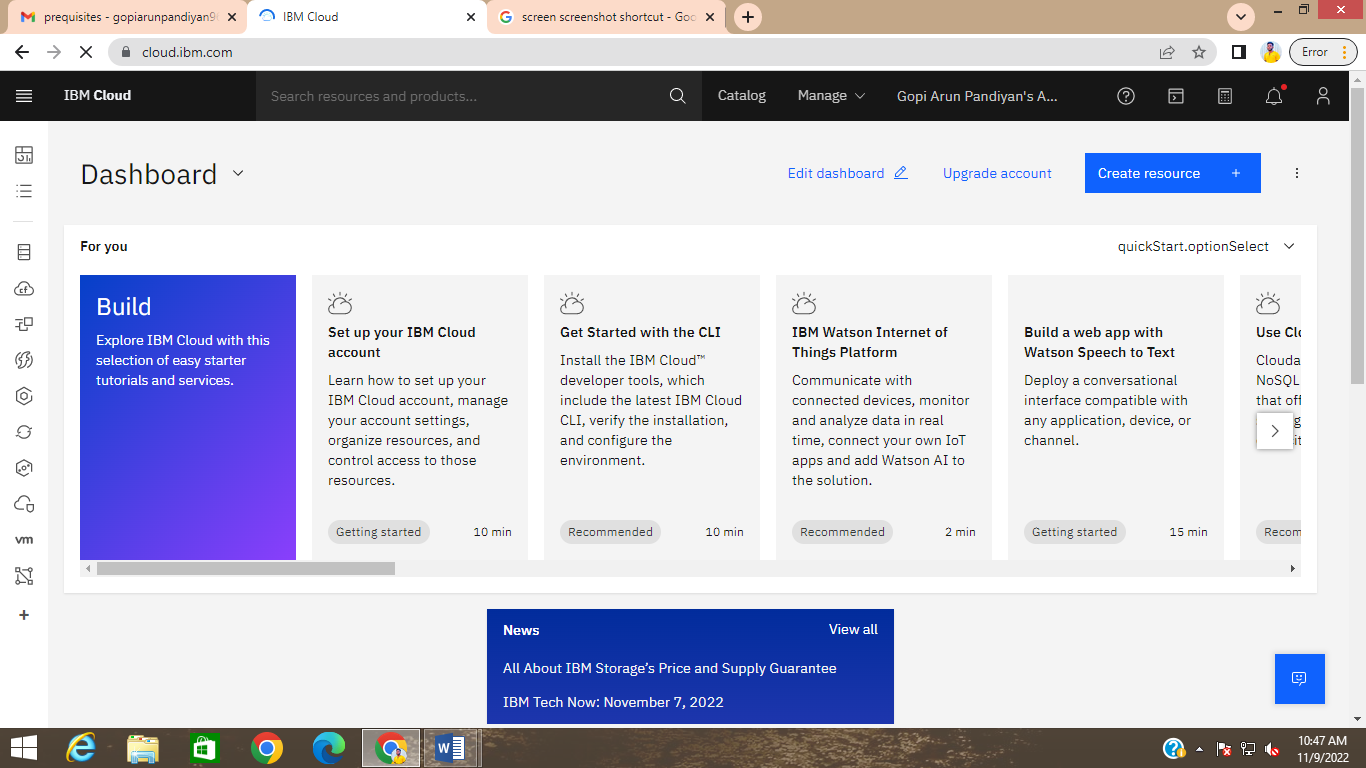 prequisites - gopiarunpandiyan9
IBM Cloud
screen screenshot shortcut - Goo
cloud.ibm.com
Error
IBM Cloud
Search resources and products...
Catalog
Manage
Gopi Arun Pandiyan's A...
Dashboard
Edit dashboard
Upgrade account
Create resource
For you
quickStart.optionSelect
Build
Explore IBM Cloud with this
selection of easy starter
tutorials and services.
Set up your IBM Cloud
account
Learn how to set up your
IBM Cloud account, manage
your account settings,
organize resources, and
control access to those
resources.
Getting started
10 min
Get Started with the CLI
Install the IBM Cloud™
developer tools, which
include the latest IBM Cloud
CLI, verify the installation,
and configure the
environment.
Recommended
10 min
IBM Watson Internet of
Things Platform
Communicate with
connected devices, monitor
and analyze data in real
time, connect your own IoT
apps and add Watson AI to
the solution.
Recommended
2 min
Build a web app with
Watson Speech to Text
Deploy a conversational
interface compatible with
any application, device, or
channel.
Getting started
15 min
Use Clo
Clouda
NoSQL
that off
Recom
vm
News
View all
All About IBM Storage’s Price and Supply Guarantee
IBM Tech Now: November 7, 2022
10:47 AM
11/9/2022